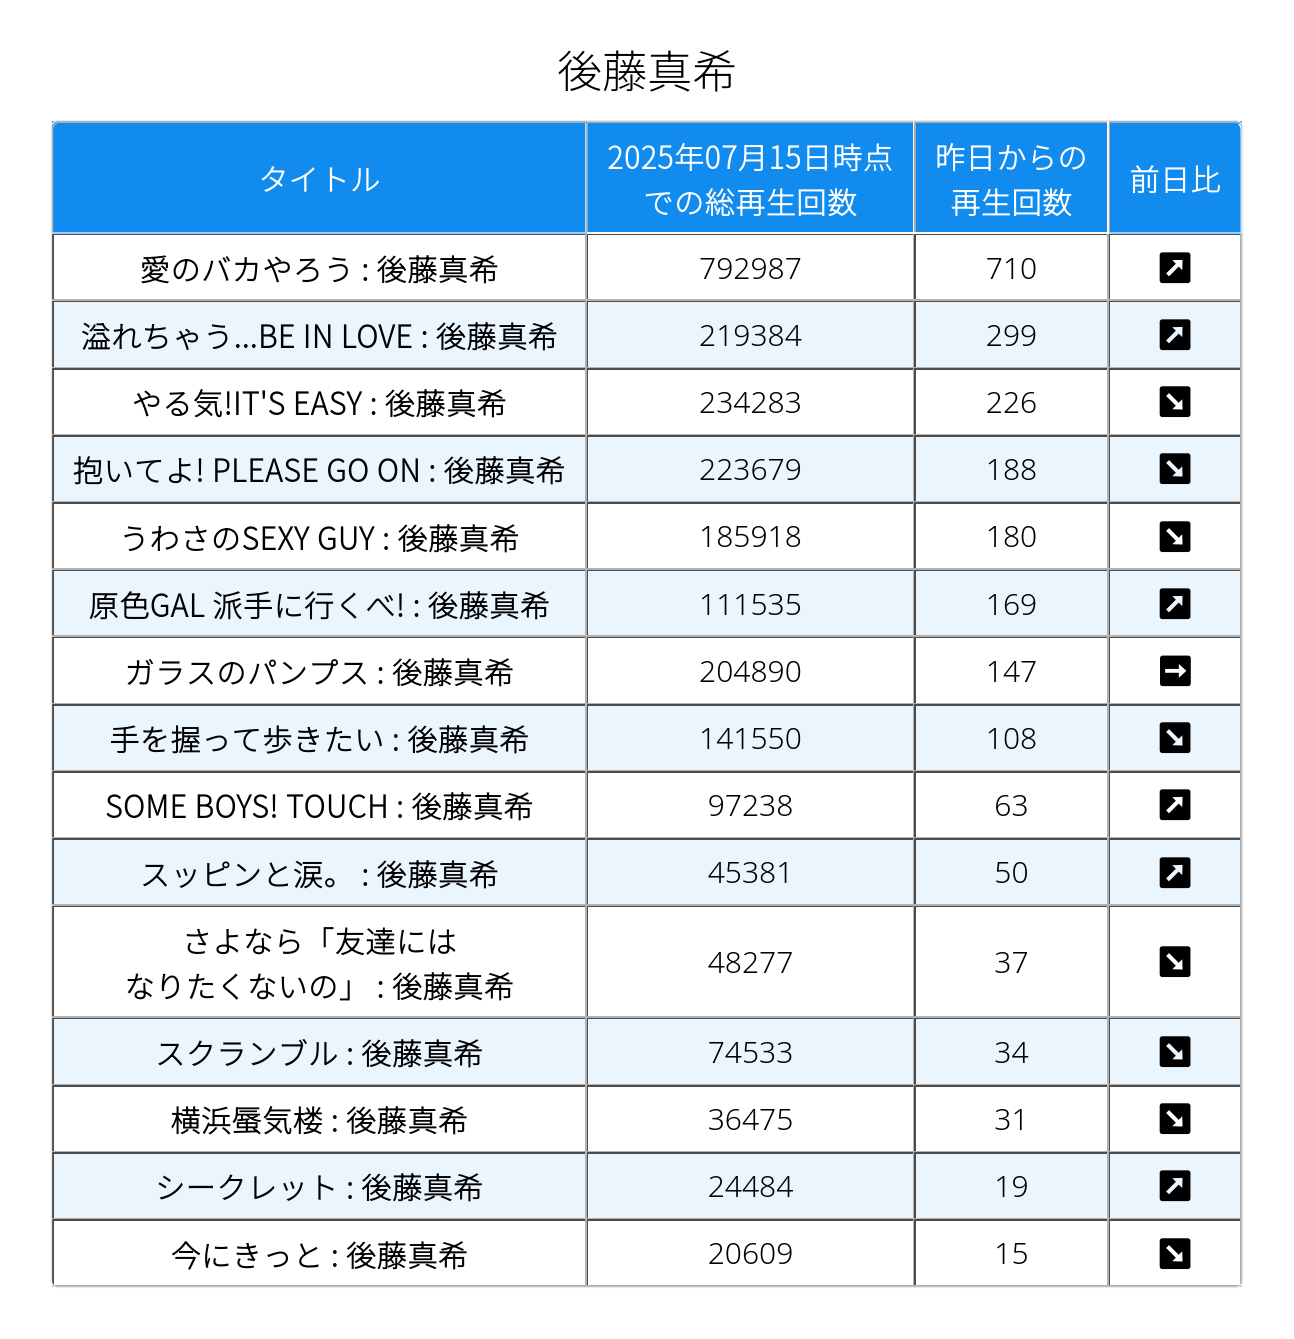 後藤真希
タイトル
2025年07月15日時点
での総再生回数
昨日からの
再生回数
前日比
愛のバカやろう : 後藤真希 792987 710
溢れちゃう...BE IN LOVE : 後藤真希 219384 299
やる気!IT'S EASY : 後藤真希 234283 226
抱いてよ! PLEASE GO ON : 後藤真希 223679 188
うわさのSEXY GUY : 後藤真希 185918 180
原色GAL 派手に行くべ! : 後藤真希 111535 169
ガラスのパンプス : 後藤真希 204890 147
手を握って歩きたい : 後藤真希 141550 108
SOME BOYS! TOUCH : 後藤真希 97238 63
スッピンと涙。 : 後藤真希 45381 50
さよなら「友達には
なりたくないの」 : 後藤真希 48277 37
スクランブル : 後藤真希 74533 34
横浜蜃気楼 : 後藤真希 36475 31
シークレット : 後藤真希 24484 19
今にきっと : 後藤真希 20609 15